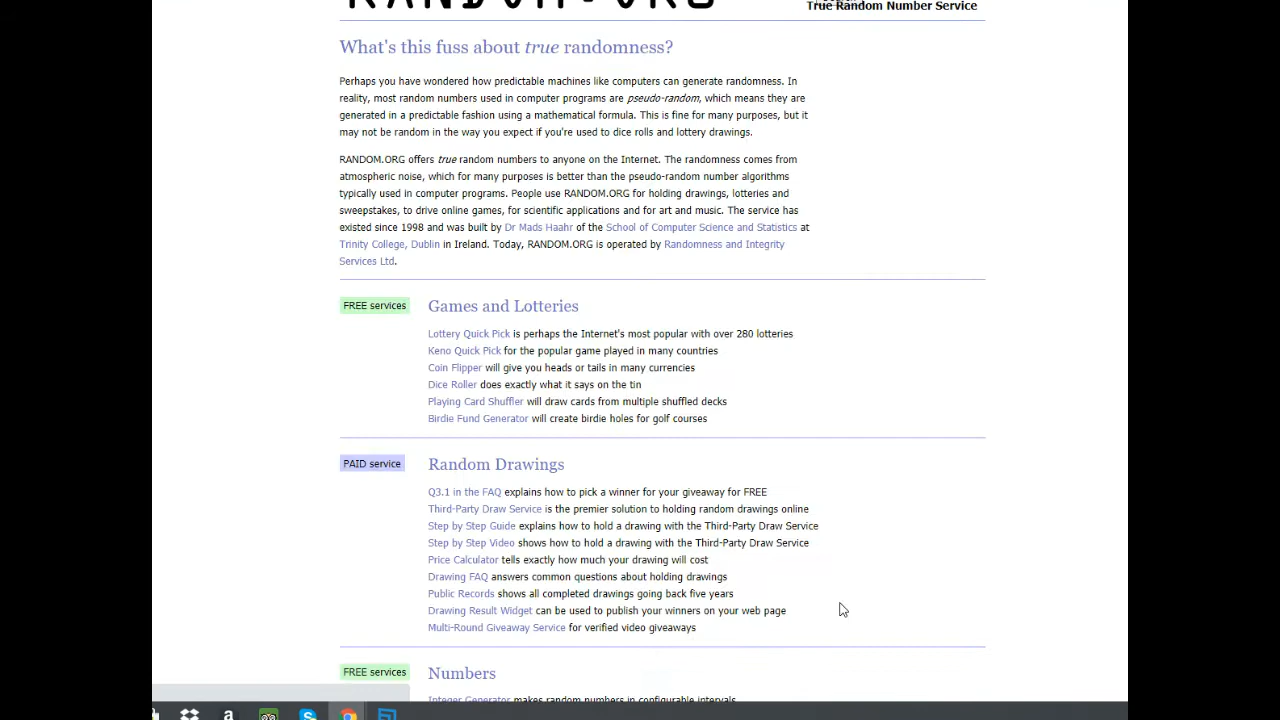 RANDOM.ORG
True Random Number Service
What's this fuss about true randomness?
Perhaps you have wondered how predictable machines like computers can generate randomness. In
reality, most random numbers used in computer programs are pseudo-random, which means they are
generated in a predictable fashion using a mathematical formula. This is fine for many purposes, but it
may not be random in the way you expect if you're used to dice rolls and lottery drawings.
RANDOM.ORG offers true random numbers to anyone on the Internet. The randomness comes from
atmospheric noise, which for many purposes is better than the pseudo-random number algorithms
typically used in computer programs. People use RANDOM.ORG for holding drawings, lotteries and
sweepstakes, to drive online games, for scientific applications and for art and music. The service has
existed since 1998 and was built by Dr Mads Haahr of the School of Computer Science and Statistics at
Trinity College, Dublin in Ireland. Today, RANDOM.ORG is operated by Randomness and Integrity
Services Ltd.
FREE services
Games and Lotteries
Lottery Quick Pick is perhaps the Internet's most popular with over 280 lotteries
Keno Quick Pick for the popular game played in many countries
Coin Flipper will give you heads or tails in many currencies
Dice Roller does exactly what it says on the tin
Playing Card Shuffler will draw cards from multiple shuffled decks
Birdie Fund Generator will create birdie holes for golf courses
PAID service
Random Drawings
Q3.1 in the FAQ explains how to pick a winner for your giveaway for FREE
Third-Party Draw Service is the premier solution to holding random drawings online
Step by Step Guide explains how to hold a drawing with the Third-Party Draw Service
Step by Step Video shows how to hold a drawing with the Third-Party Draw Service
Price Calculator tells exactly how much your drawing will cost
Drawing FAQ answers common questions about holding drawings
Public Records shows all completed drawings going back five years
Drawing Result Widget can be used to publish your winners on your web page
Multi-Round Giveaway Service for verified video giveaways
FREE services
Numbers
Integer Generator makes random numbers in configurable intervals